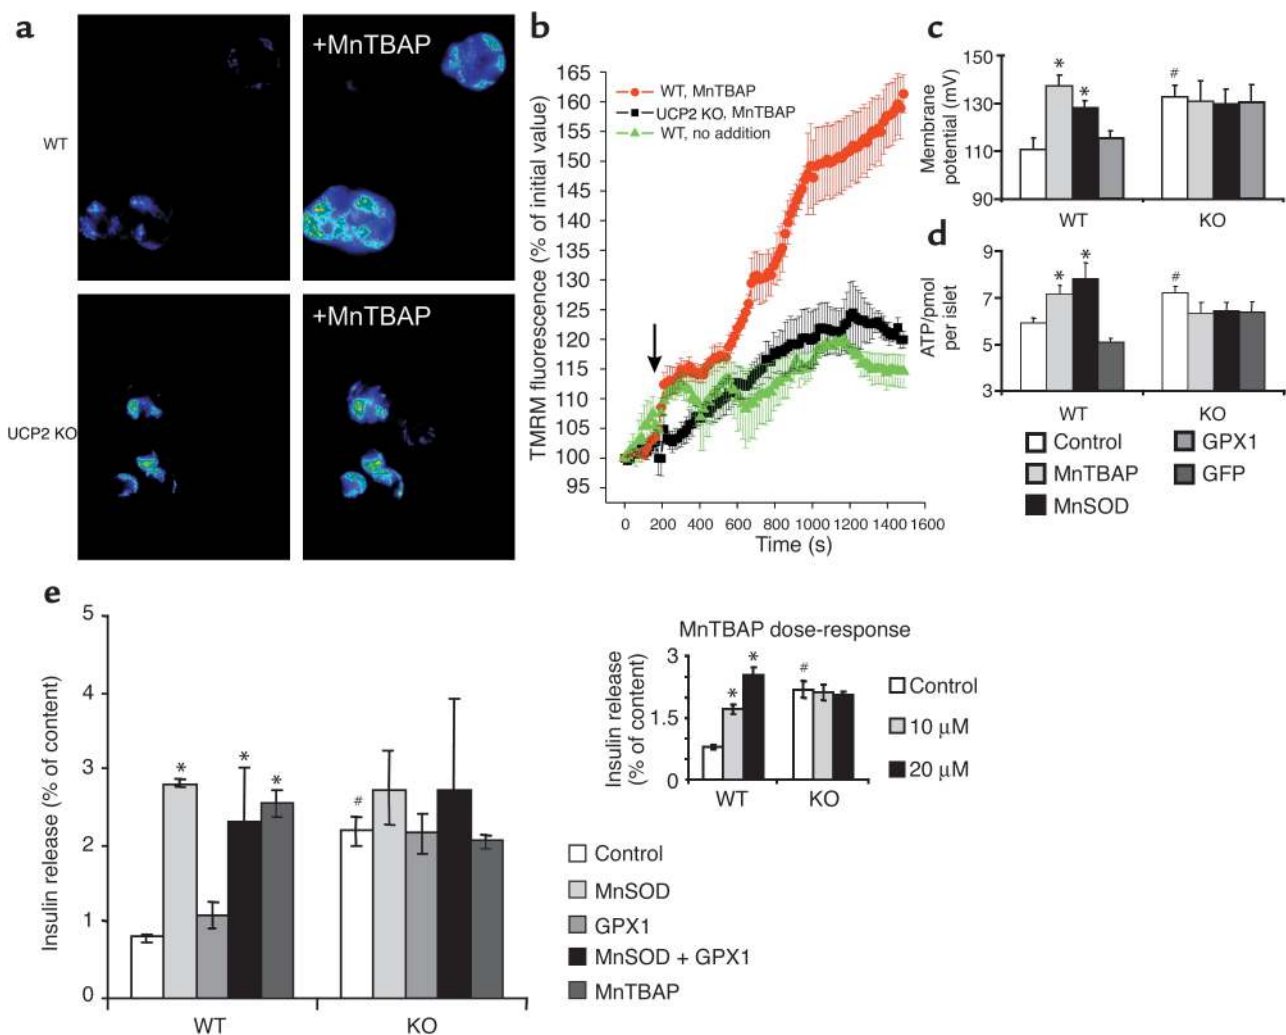 a
+MnTBAP
WT
+MnTBAP
UCP2 KO
b
TMRM fluorescence (% of initial value)
165
160
155
150
145
140
135
130
125
120
115
110
105
100
95
WT, MnTBAP
UCP2 KO, MnTBAP
WT, no addition
0 200 400 600 800 1000 1200 1400 1600
Time (s)
c
Membrane
potential (mV)
150
130
110
90
* * #
WT KO
d
ATP/pmol
per islet
9
7
5
3
* * #
WT KO
Control GPX1
MnTBAP GFP
MnSOD
e
Insulin release (% of content)
5
4
3
2
1
0
* * * #
WT KO
Control
MnSOD
GPX1
MnSOD + GPX1
MnTBAP
MnTBAP dose-response
Insulin release
(% of content)
3
1.5
0
* * #
WT KO
Control
10 μM
20 μM